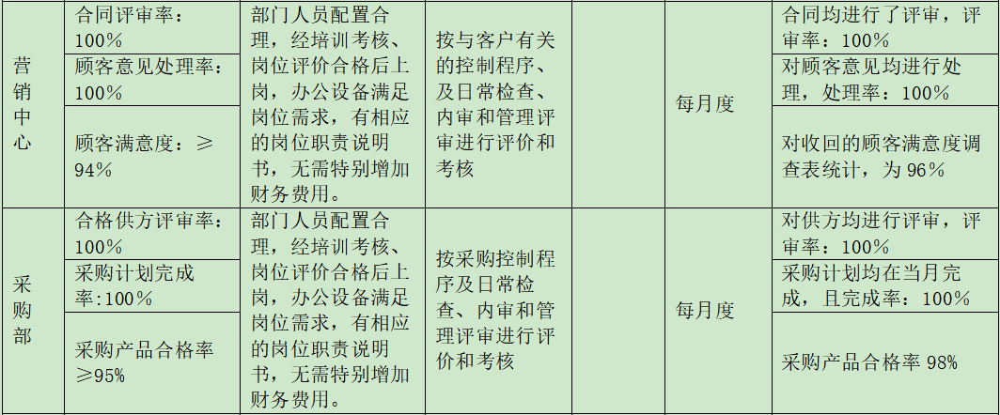 营
销
中
心
合同评审率：
100%
顾客意见处理率：
100%
顾客满意度：≥
94%
部门人员配置合
理，经培训考核、
岗位评价合格后上
岗，办公设备满足
岗位需求，有相应
的岗位职责说明
书，无需特别增加
财务费用。
按与客户有关
的控制程序、
及日常检查、
内审和管理评
审进行评价和
考核
每月度
合同均进行了评审，评
审率：100%
对顾客意见均进行处
理，处理率：100%
对收回的顾客满意度调
查表统计，为 96%
采
购
部
合格供方评审率：
100%
采购计划完成
率:100%
采购产品合格率
≥95%
部门人员配置合
理，经培训考核、
岗位评价合格后上
岗，办公设备满足
岗位需求，有相应
的岗位职责说明
书，无需特别增加
财务费用。
按采购控制程
序及日常检
查、内审和管
理评审进行评
价和考核
每月度
对供方均进行评审，评
审率：100%
采购计划均在当月完
成，且完成率：100%
采购产品合格率 98%